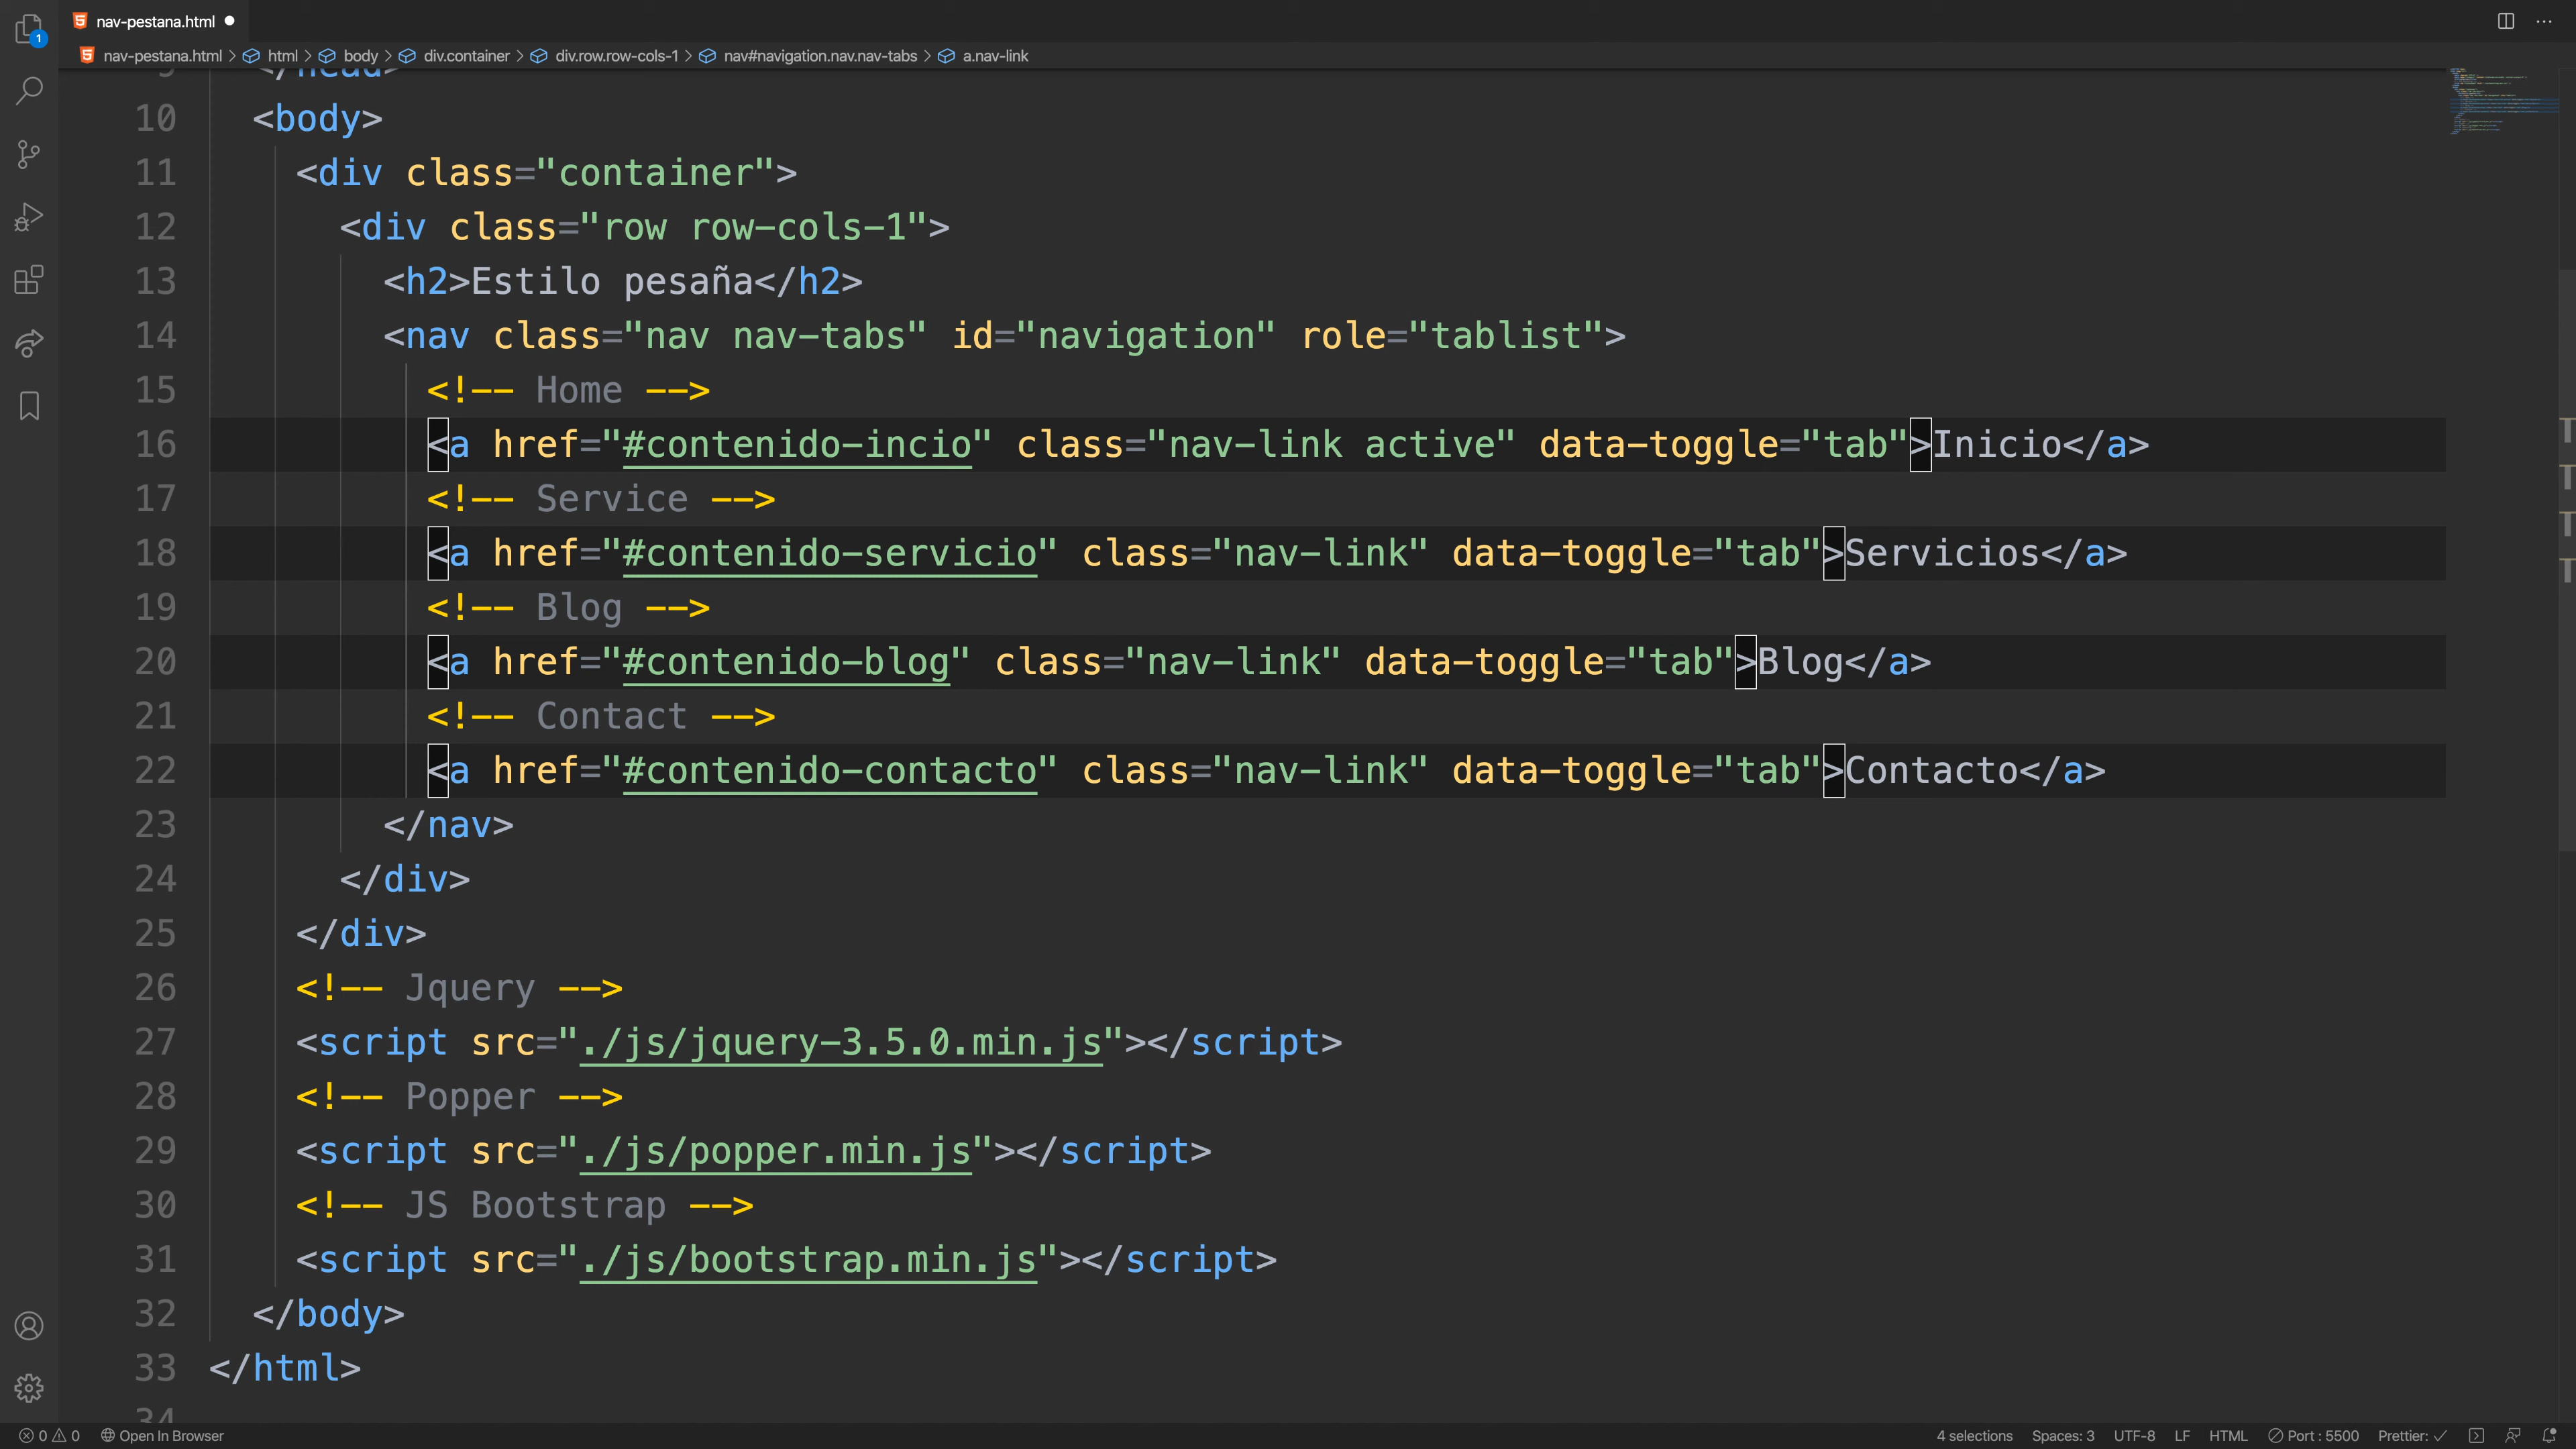 nav-pestana.html
nav-pestana.html > html > body > div.container > div.row.row-cols-1 > nav#navigation.nav.nav-tabs > a.nav-link
1
9 </head>
10 <body>
11 <div class="container">
12 <div class="row row-cols-1">
13 <h2>Estilo pesaña</h2>
14 <nav class="nav nav-tabs" id="navigation" role="tablist">
15 <!-- Home -->
16 <a href="#contenido-incio" class="nav-link active" data-toggle="tab">Inicio</a>
17 <!-- Service -->
18 <a href="#contenido-servicio" class="nav-link" data-toggle="tab">Servicios</a>
19 <!-- Blog -->
20 <a href="#contenido-blog" class="nav-link" data-toggle="tab">Blog</a>
21 <!-- Contact -->
22 <a href="#contenido-contacto" class="nav-link" data-toggle="tab">Contacto</a>
23 </nav>
24 </div>
25 </div>
26 <!-- Jquery -->
27 <script src="./js/jquery-3.5.0.min.js"></script>
28 <!-- Popper -->
29 <script src="./js/popper.min.js"></script>
30 <!-- JS Bootstrap -->
31 <script src="./js/bootstrap.min.js"></script>
32 </body>
33 </html>
34
0 0 Open In Browser 4 selections Spaces: 3 UTF-8 LF HTML Port : 5500 Prettier: ✓